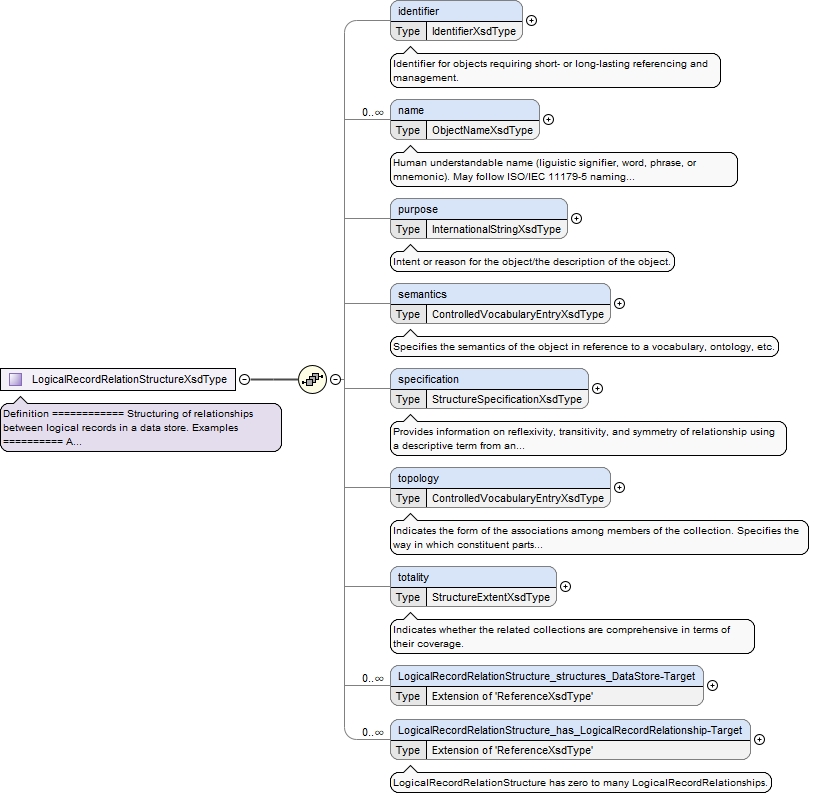 identifier
Type IdentifierXsdType
Identifier for objects requiring short- or long-lasting referencing and
management.
0..∞
name
Type ObjectNameXsdType
Human understandable name (liguistic signifier, word, phrase, or
mnemonic). May follow ISO/IEC 11179-5 naming...
purpose
Type InternationalStringXsdType
Intent or reason for the object/the description of the object.
semantics
Type ControlledVocabularyEntryXsdType
Specifies the semantics of the object in reference to a vocabulary, ontology, etc.
LogicalRecordRelationStructureXsdType
Definition ============ Structuring of relationships
between logical records in a data store. Examples
========== A...
specification
Type StructureSpecificationXsdType
Provides information on reflexivity, transitivity, and symmetry of relationship using
a descriptive term from an...
topology
Type ControlledVocabularyEntryXsdType
Indicates the form of the associations among members of the collection. Specifies the
way in which constituent parts...
totality
Type StructureExtentXsdType
Indicates whether the related collections are comprehensive in terms of
their coverage.
0..∞
LogicalRecordRelationStructure_structures_DataStore-Target
Type Extension of 'ReferenceXsdType'
0..∞
LogicalRecordRelationStructure_has_LogicalRecordRelationship-Target
Type Extension of 'ReferenceXsdType'
LogicalRecordRelationStructure has zero to many LogicalRecordRelationships.